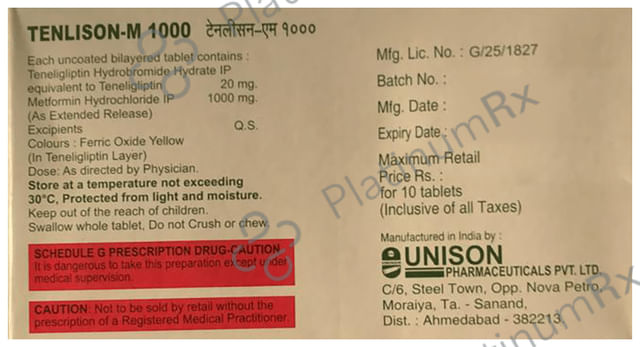 TENLISON-M 1000 टेनलीसन-एम १०००
Each uncoated bilayered tablet contains :
Teneligliptin Hydrobromide Hydrate IP
equivalent to Teneligliptin 20 mg.
Metformin Hydrochloride IP 1000 mg.
(As Extended Release)
Excipients Q.S.
Colours : Ferric Oxide Yellow
(In Teneligliptin Layer)
Dose: As directed by Physician.
Store at a temperature not exceeding
30°C, Protected from light and moisture.
Keep out of the reach of children.
Swallow whole tablet, Do not Crush or chew.
SCHEDULE G PRESCRIPTION DRUG-CAUTION
It is dangerous to take this preparation except under
medical supervision.
CAUTION: Not to be sold by retail without the
prescription of a Registered Medical Practitioner.
Mfg. Lic. No. : G/25/1827
Batch No. :
Mfg. Date :
Expiry Date :
Maximum Retail
Price Rs. :
for 10 tablets
(Inclusive of all Taxes)
Manufactured in India by :
UNISON
PHARMACEUTICALS PVT. LTD.
C/6, Steel Town, Opp. Nova Petro,
Moraiya, Ta. - Sanand,
Dist. : Ahmedabad - 382213.
PlatinumRx
PlatinumRx
PlatinumRx